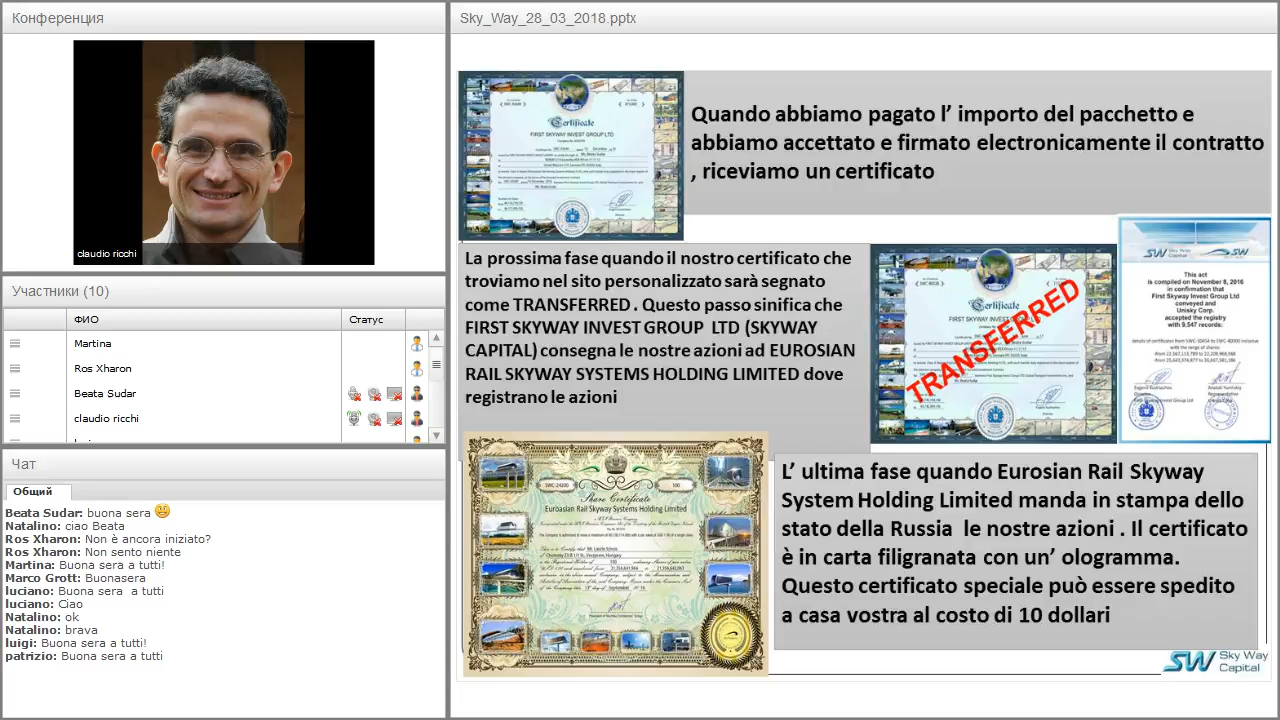 Конференция
claudio ricchi
Участники (10)
ФИО
Статус
Martina
Ros Xharon
Beata Sudar
claudio ricchi
Чат
Общий
Beata Sudar: buona sera
Natalino: ciao Beata
Ros Xharon: Non è ancora iniziato?
Ros Xharon: Non sento niente
Martina: Buona sera a tutti!
Marco Grott: Buonasera
luciano: Buona sera, a tutti
luciano: Ciao
Natalino: ok
Natalino: brava
luigi: Buona sera a tutti!
patrizio: Buona sera a tutti
Sky_Way_28_03_2018.pptx
Certificate
FIRST SKYWAY INVEST GROUP LTD
Quando abbiamo pagato l’ importo del pacchetto e
abbiamo accettato e firmato electronicamente il contratto
, riceviamo un certificato
La prossima fase quando il nostro certificato che
troviamo nel sito personalizzato sarà segnato
con TRANSFERRED . Questo passo sinifica che
FIRST SKYWAY INVEST GROUP LTD (SKYWAY
CAPITAL) consegna le nostre azioni ad EUROSIAN
RAIL SKYWAY SYSTEMS HOLDING LIMITED dove
registrano le azioni
Certificate
TRANSFERRED
This act
is compiled on November 8, 2016
in confirmation that
First Skyway Invest Group Ltd
conveyed and
Unisky Corp.
accepted the registry
with 9,547 records:
Share Certificate
Euroasian Rail Skyway Systems Holding Limited
L’ ultima fase quando Eurosian Rail Skyway
System Holding Limited manda in stampa dello
stato della Russia le nostre azioni . Il certificato
è in carta filigranata con un’ ologramma.
Questo certificato speciale può essere spedito
a casa vostra al costo di 10 dollari
SW Sky Way
Capital